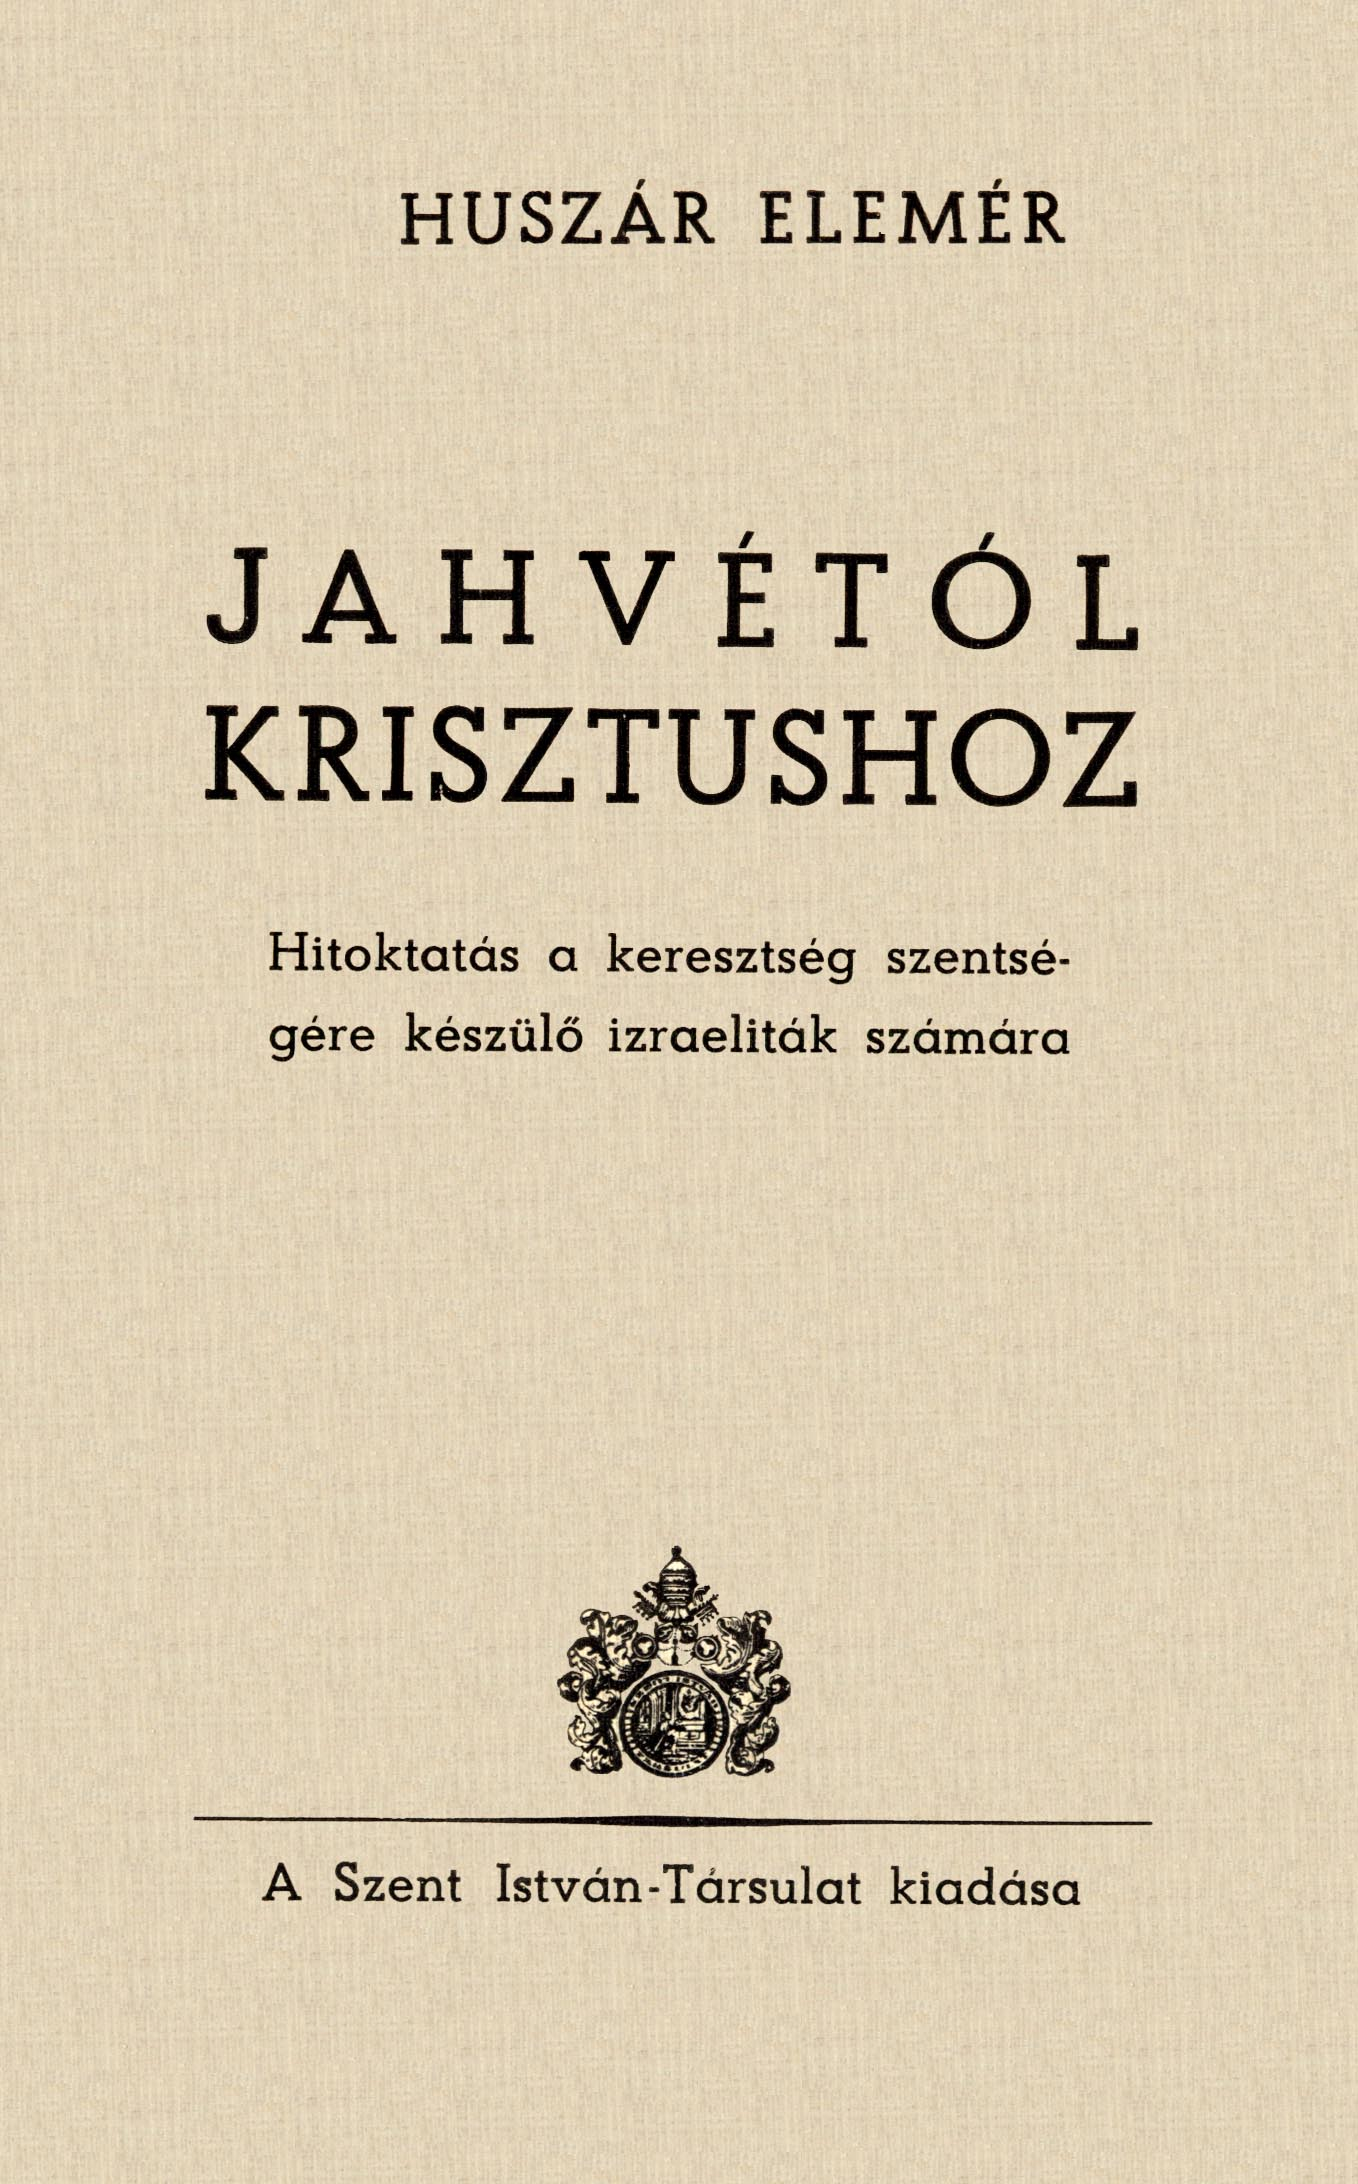 HUSZÁR ELEMÉR
JAHVÉTÓL
KRISZTUSHOZ
Hitoktatás a keresztség szentsé-
gére készülő izraeliták számára
A Szent István-Társulat kiadása